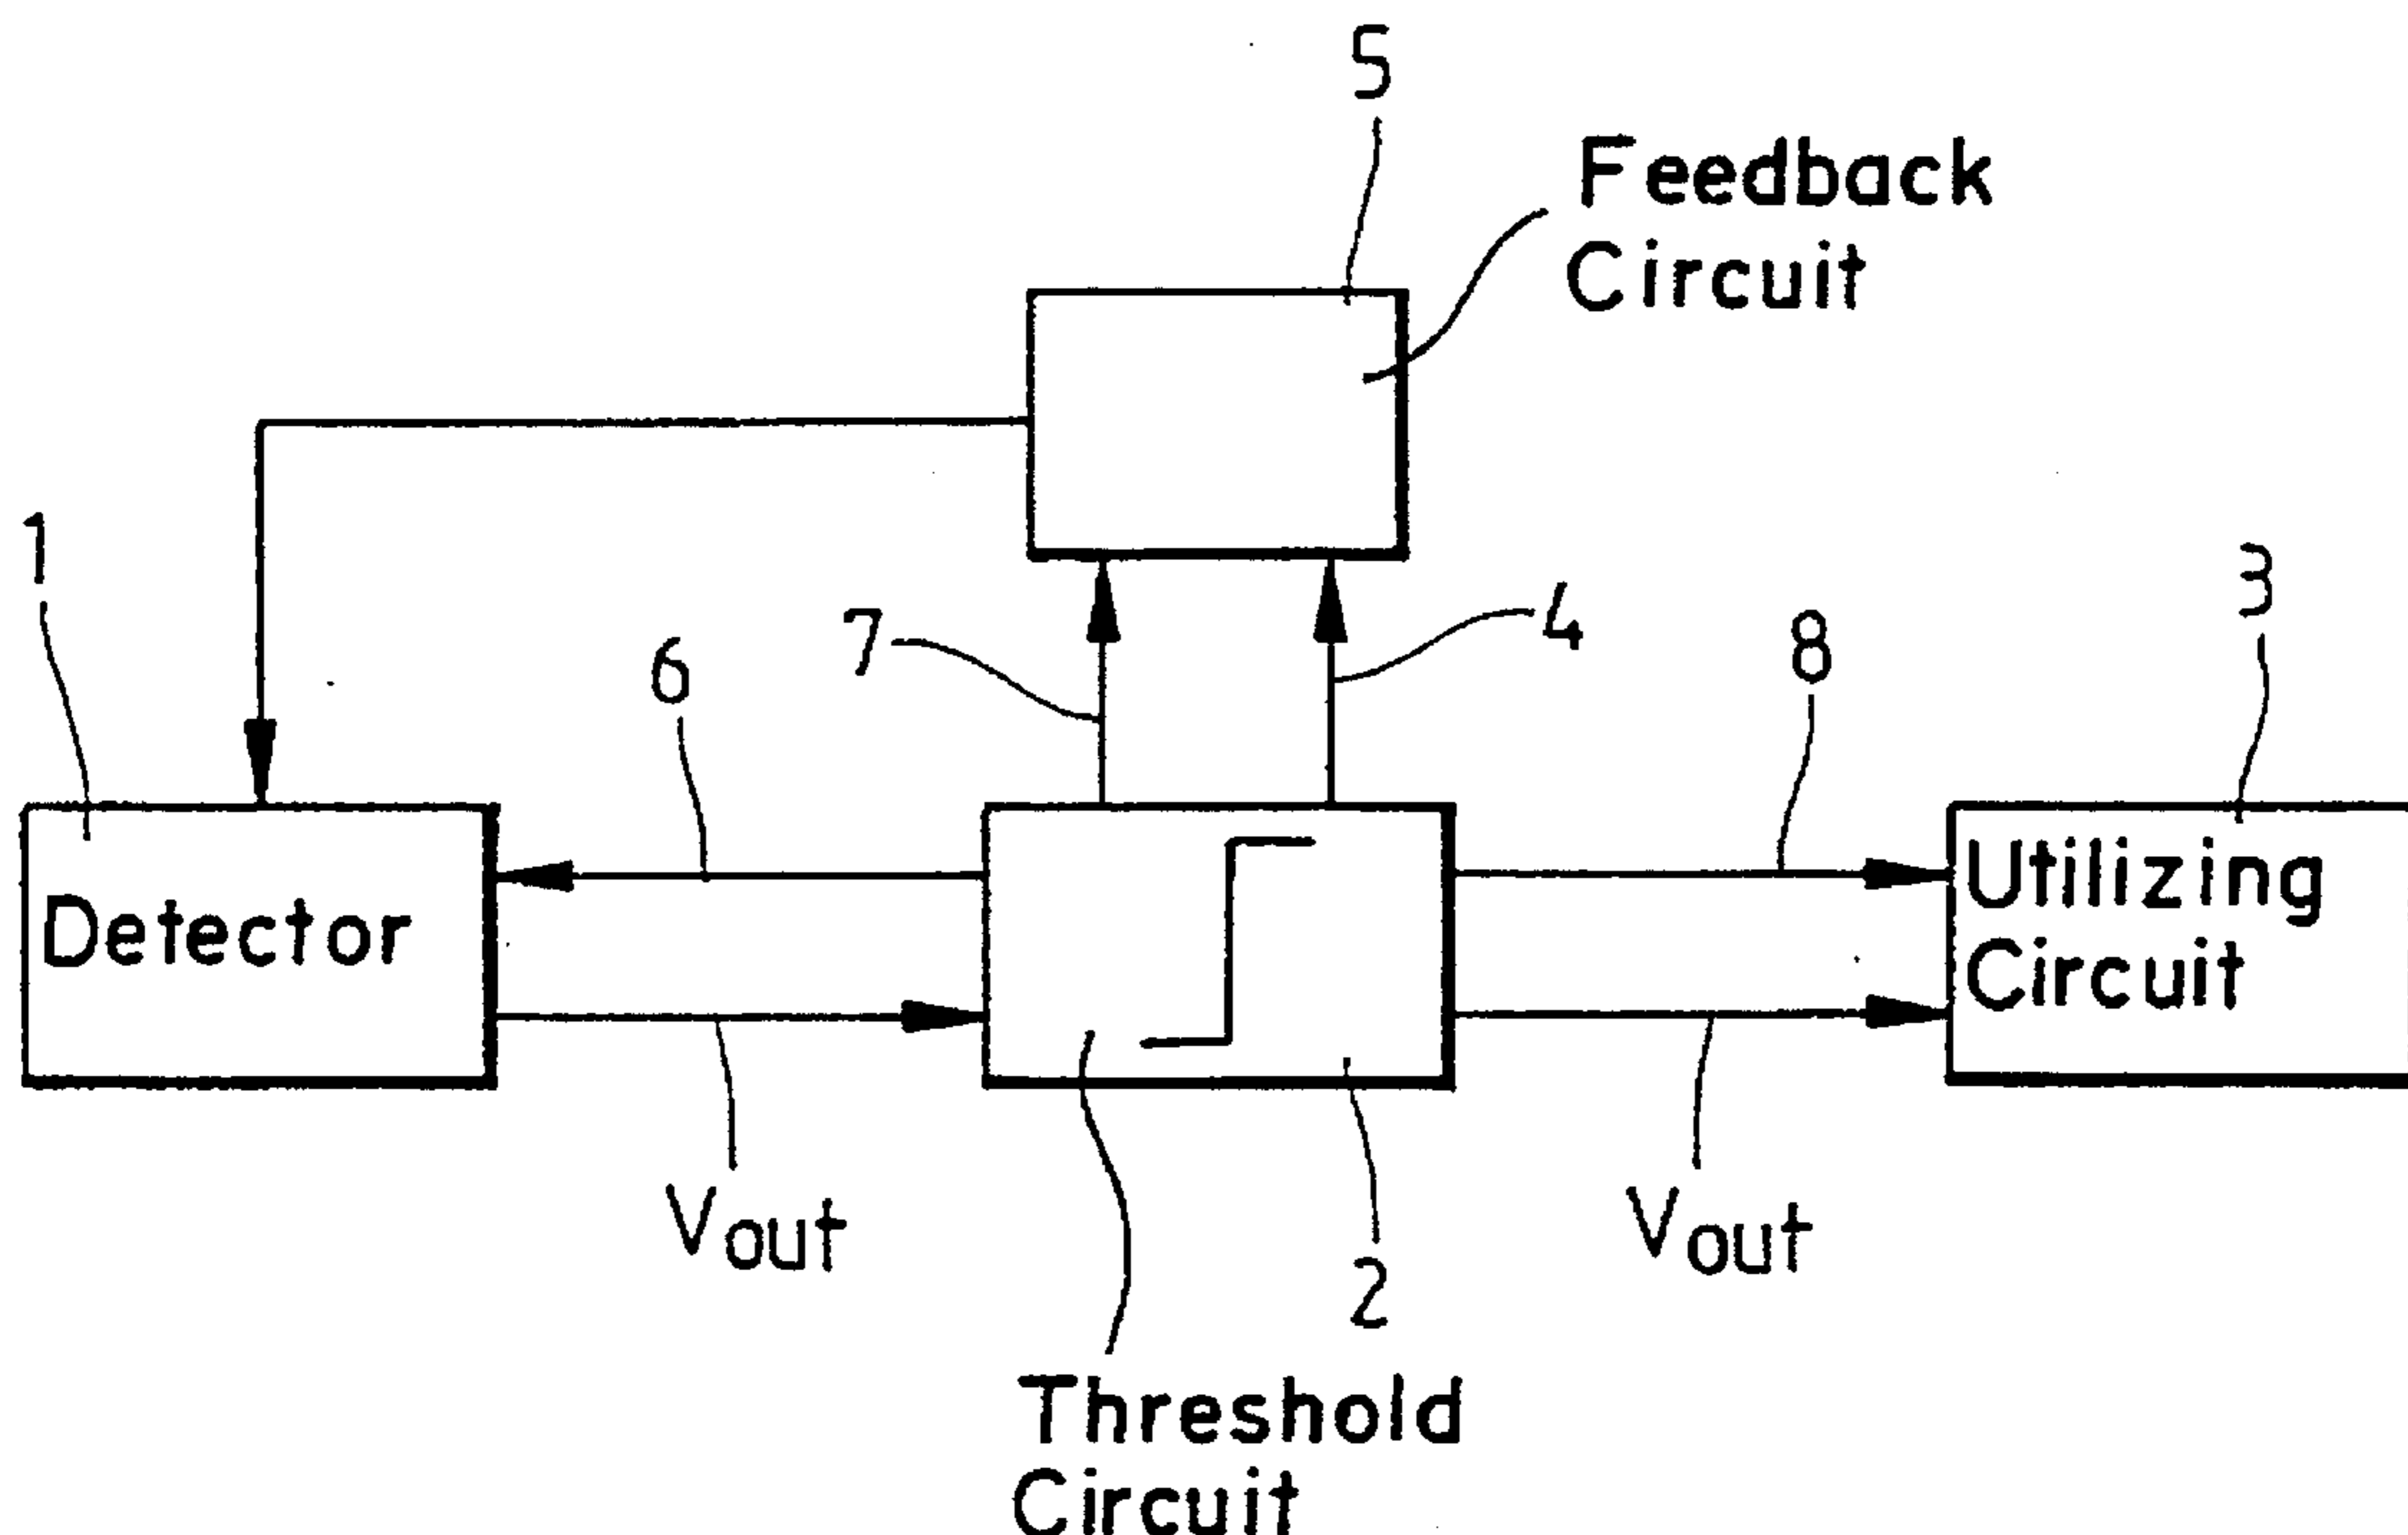 5
Feedback
Circuit
1
3
7
4
8
6
Detector
Utilizing
Circuit
Vout
Vout
2
Threshold
Circuit